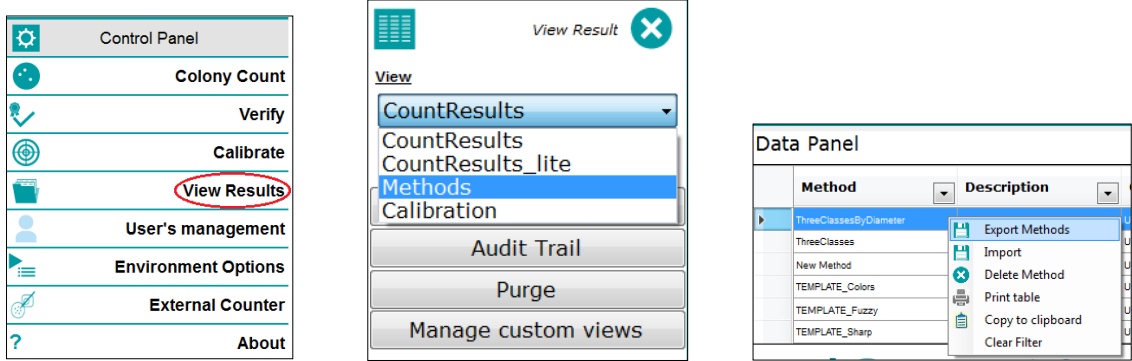 Control Panel
Colony Count
Verify
Calibrate
View Results
User's management
Environment Options
External Counter
? About
View Result
View
CountResults
CountResults
CountResults_lite
Methods
Calibration
Audit Trail
Purge
Manage custom views
Data Panel
Method Description
ThreeClassesByDiameter
ThreeClasses
New Method
TEMPLATE_Colors
TEMPLATE_Fuzzy
TEMPLATE_Sharp
Export Methods
Import
Delete Method
Print table
Copy to clipboard
Clear Filter